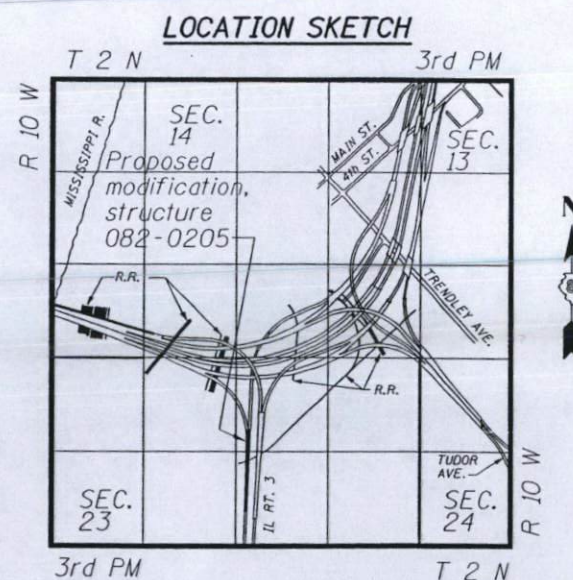 LOCATION SKETCH
T 2 N
3rd PM
R 10 W
MISSISSIPPI R.
SEC.
14
Proposed
modification,
structure
082-0205
MAIN ST.
4th ST.
SEC.
13
N
R.R.
TRENDLEY AVE.
R.R.
TUDOR
AVE.
IL RT. 3
SEC.
23
SEC.
24
R 10 W
3rd PM
T 2 N